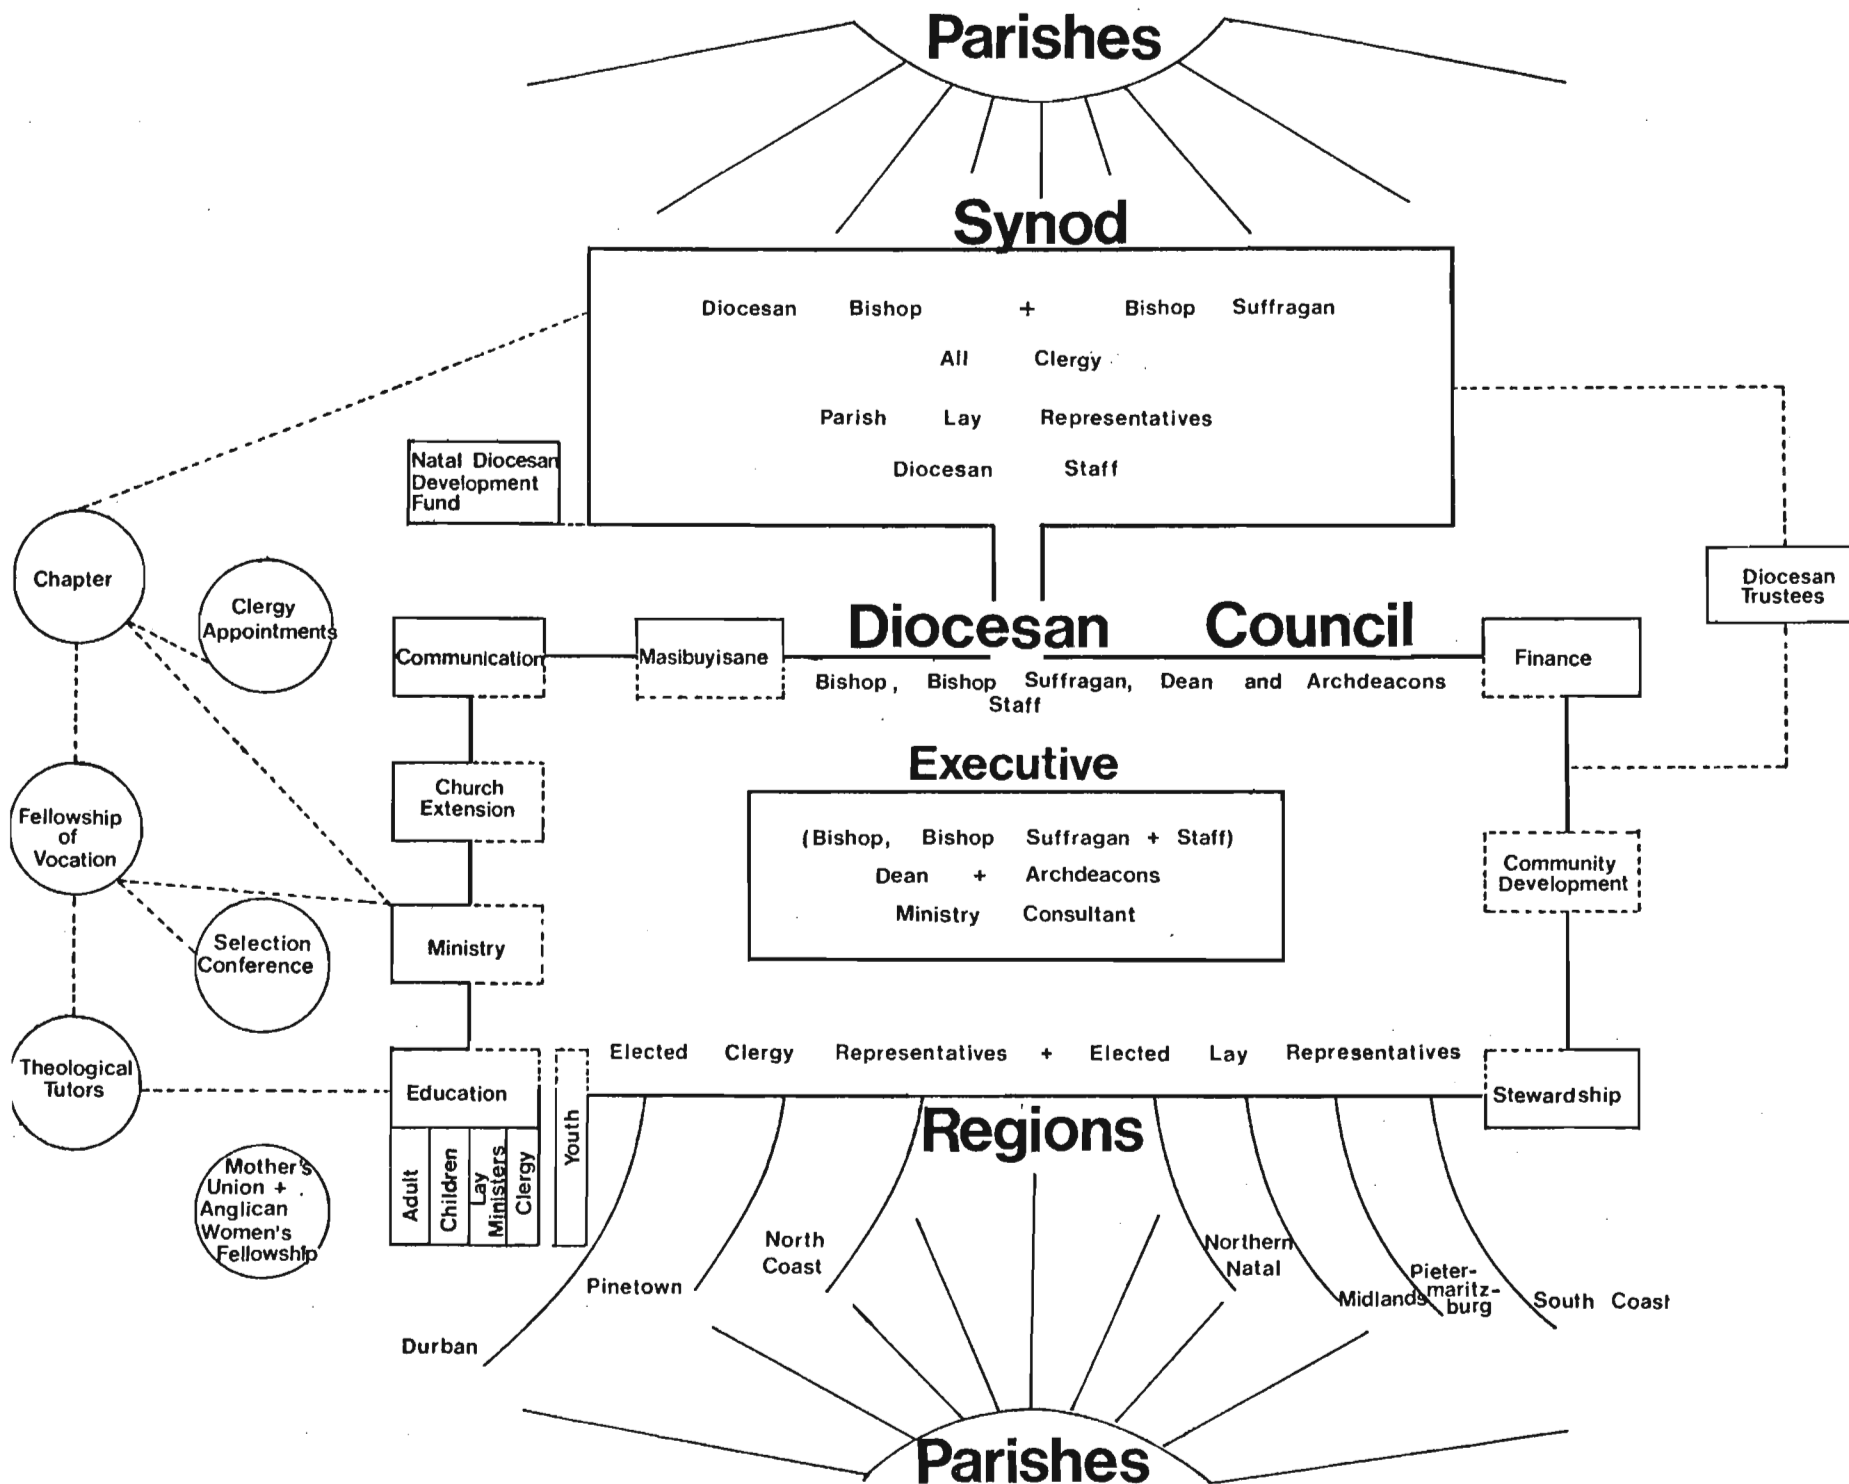 Parishes
Synod
Diocesan Bishop + Bishop Suffragan
All Clergy
Parish Lay Representatives
Diocesan Staff
Natal Diocesan
Development
Fund
Chapter
Clergy
Appointments
Diocesan
Trustees
Communication
Masibuyisane
Diocesan Council
Finance
Bishop, Bishop Suffragan, Dean and Archdeacons
Staff
Executive
(Bishop, Bishop Suffragan + Staff)
Dean + Archdeacons
Ministry Consultant
Church
Extension
Fellowship
of
Vocation
Community
Development
Selection
Conference
Ministry
Theological
Tutors
Education
Adult
Children
Lay
Ministers
Clergy
Youth
Elected Clergy Representatives + Elected Lay Representatives
Stewardship
Regions
Mother's
Union +
Anglican
Women's
Fellowship
Durban
Pinetown
North
Coast
Northern
Natal
Midlands
Pieter-
maritz-
burg
South Coast
Parishes